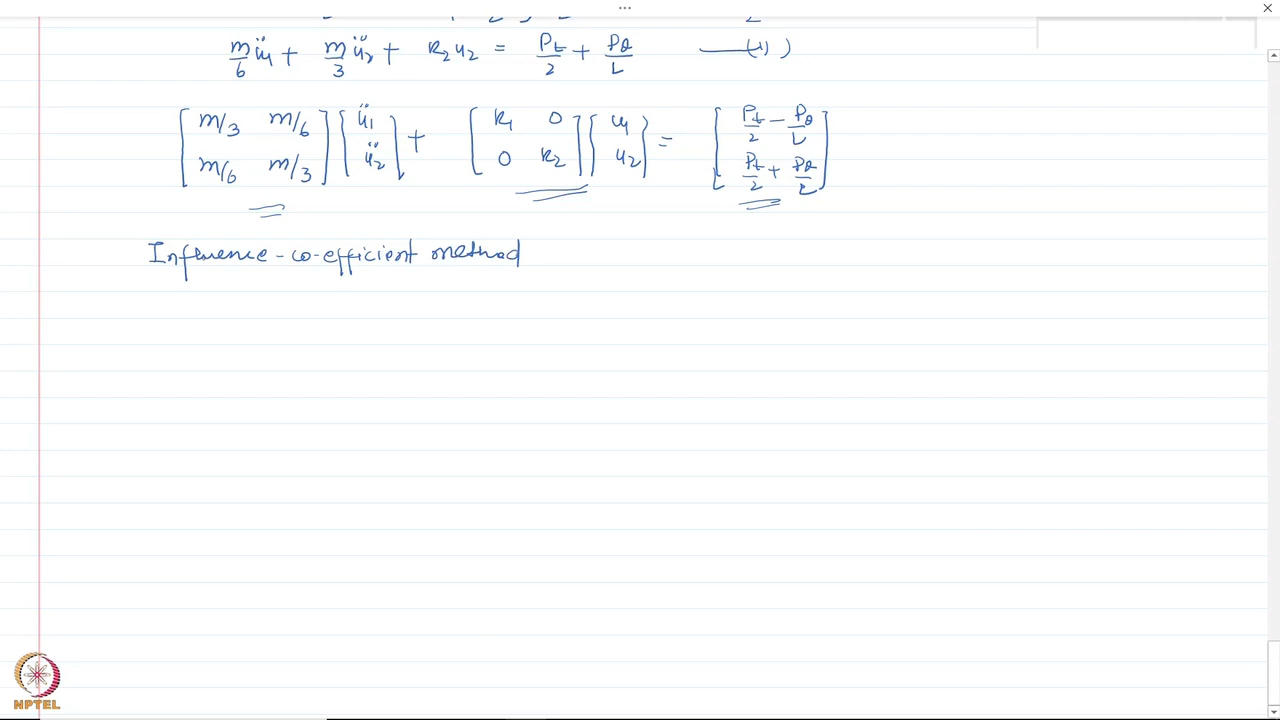 m/6 ü1 + m/3 ü2 + k2 u2 = Pt/2 + Pθ/L —(1)
[m/3 m/6; m/6 m/3] [ü1; ü2] + [k1 0; 0 k2] [u1; u2] = [Pt/2 - Pθ/L; Pt/2 + Pθ/L]
Influence-co-efficient method
NPTEL